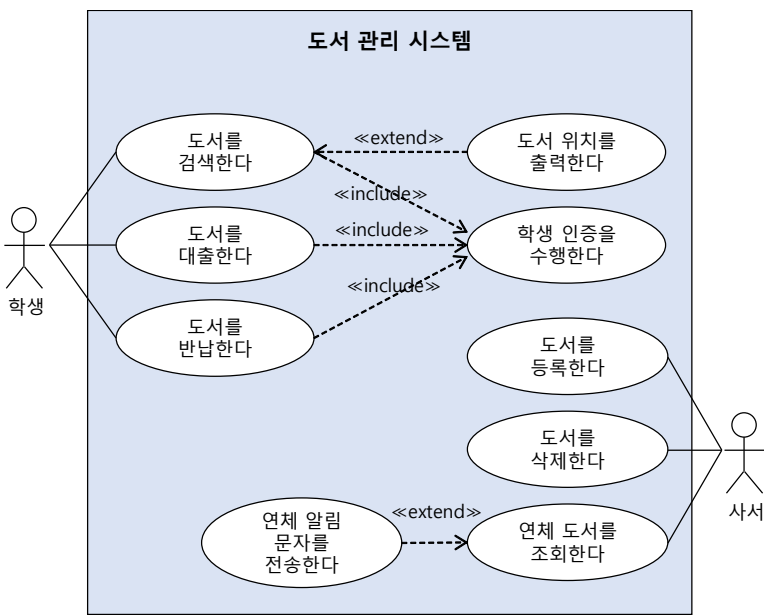 도서 관리 시스템
도서를
검색한다
≪extend≫
도서 위치를
출력한다
≪include≫
도서를
대출한다
≪include≫
학생 인증을
수행한다
학생
≪include≫
도서를
반납한다
도서를
등록한다
도서를
삭제한다
사서
연체 알림
문자를
전송한다
≪extend≫
연체 도서를
조회한다